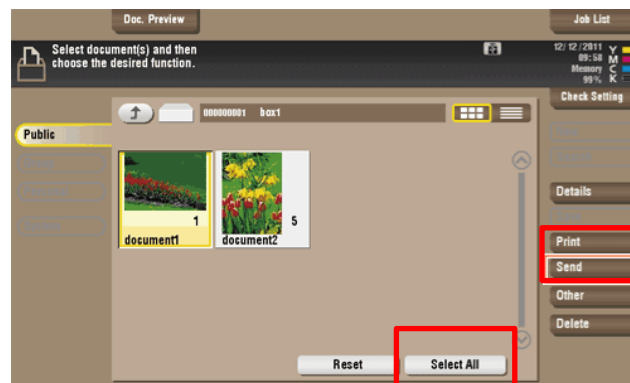 Doc. Preview
Job List
Select document(s) and then
choose the desired function.
12/12/2011
09:58
Memory
99%
Y
M
C
K
Check Setting
000000001 box1
Public
Details
1
document1
5
document2
Print
Send
Other
Delete
Reset
Select All